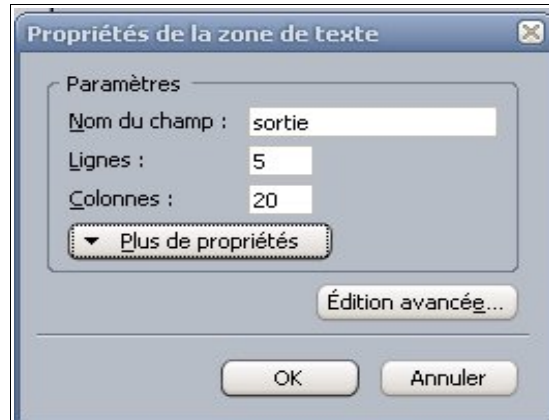 Propriétés de la zone de texte
Paramètres
Nom du champ : sortie
Lignes : 5
Colonnes : 20
Plus de propriétés
Édition avancée...
OK Annuler